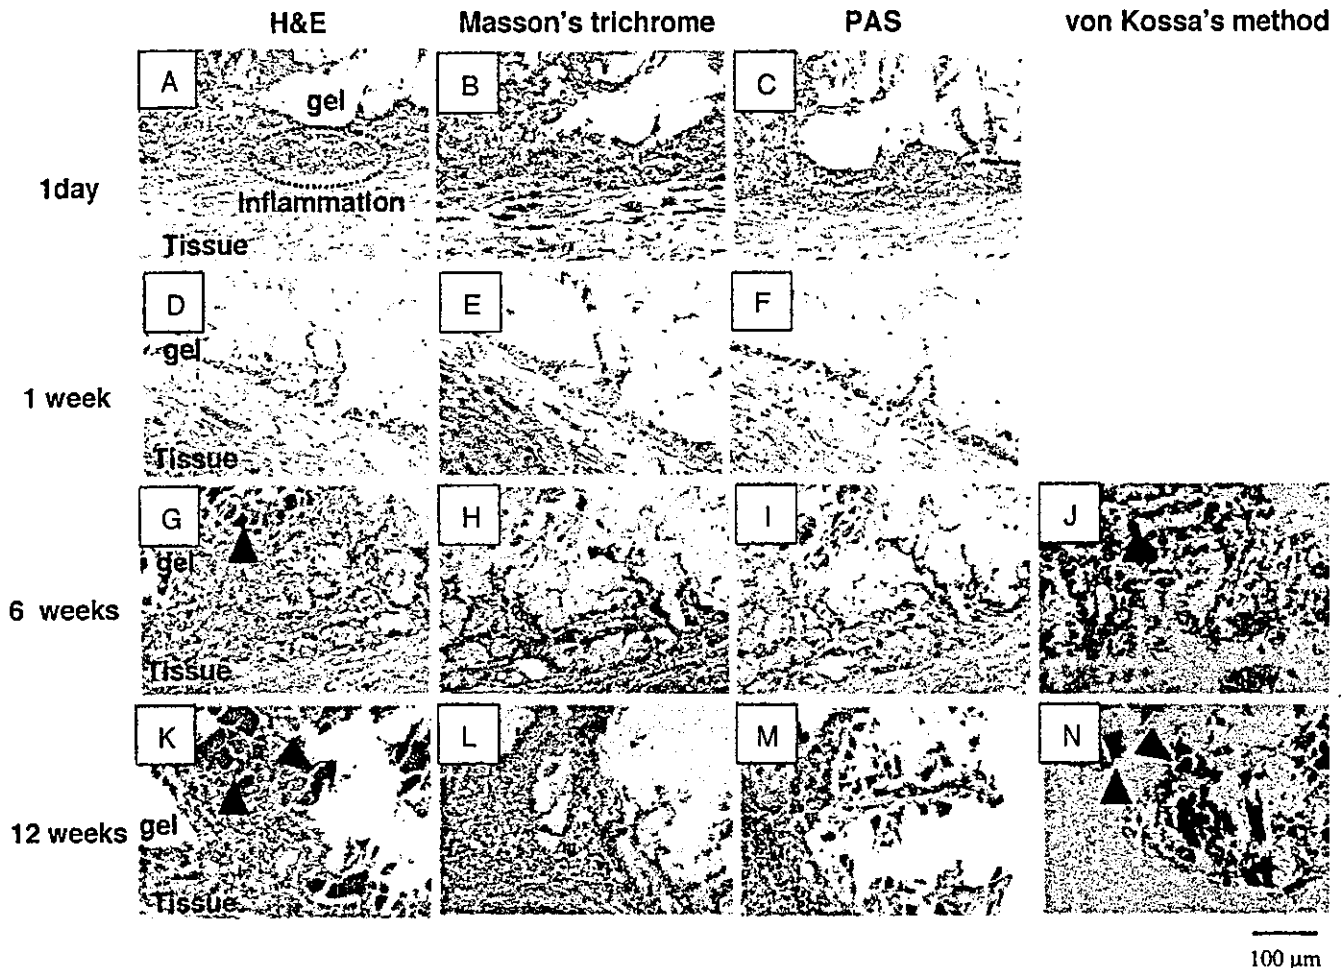 H&E Masson's trichrome PAS von Kossa's method
A B C
gel
1day
Inflammation
Tissue
D E F
gel
1 week
Tissue
G H I J
gel
6 weeks
Tissue
K L M N
12 weeks gel
Tissue
100 µm